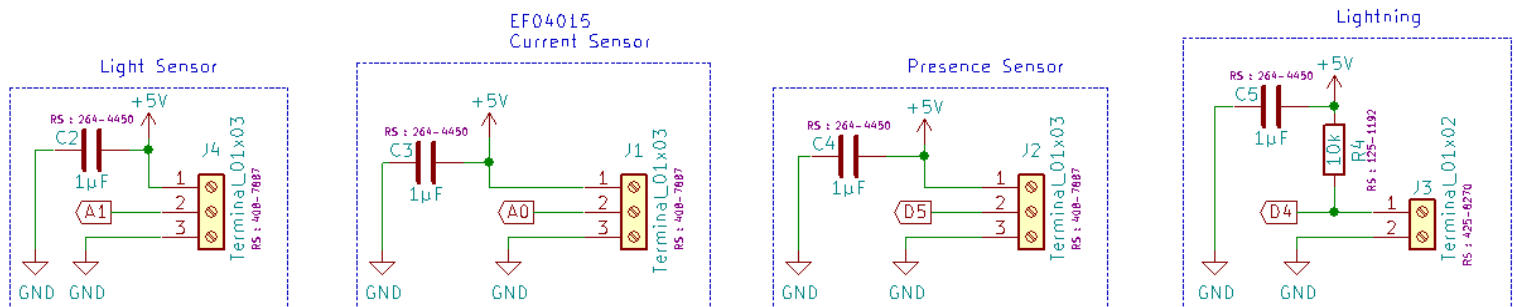 Light Sensor
+5V
RS : 264-4450
C2
1µF
J4
1
2
3
A1
Terminal_01x03
RS : 408-7887
GND
GND
EF04015
Current Sensor
+5V
RS : 264-4450
C3
1µF
J1
1
2
3
A0
Terminal_01x03
RS : 408-7887
GND
GND
Presence Sensor
+5V
RS : 264-4450
C4
1µF
J2
1
2
3
D5
Terminal_01x03
RS : 408-7887
GND
GND
Lightning
+5V
RS : 264-4450
C5
1µF
10k
R4
RS : 125-1192
J3
1
2
D4
Terminal_01x02
RS : 425-8270
GND
GND